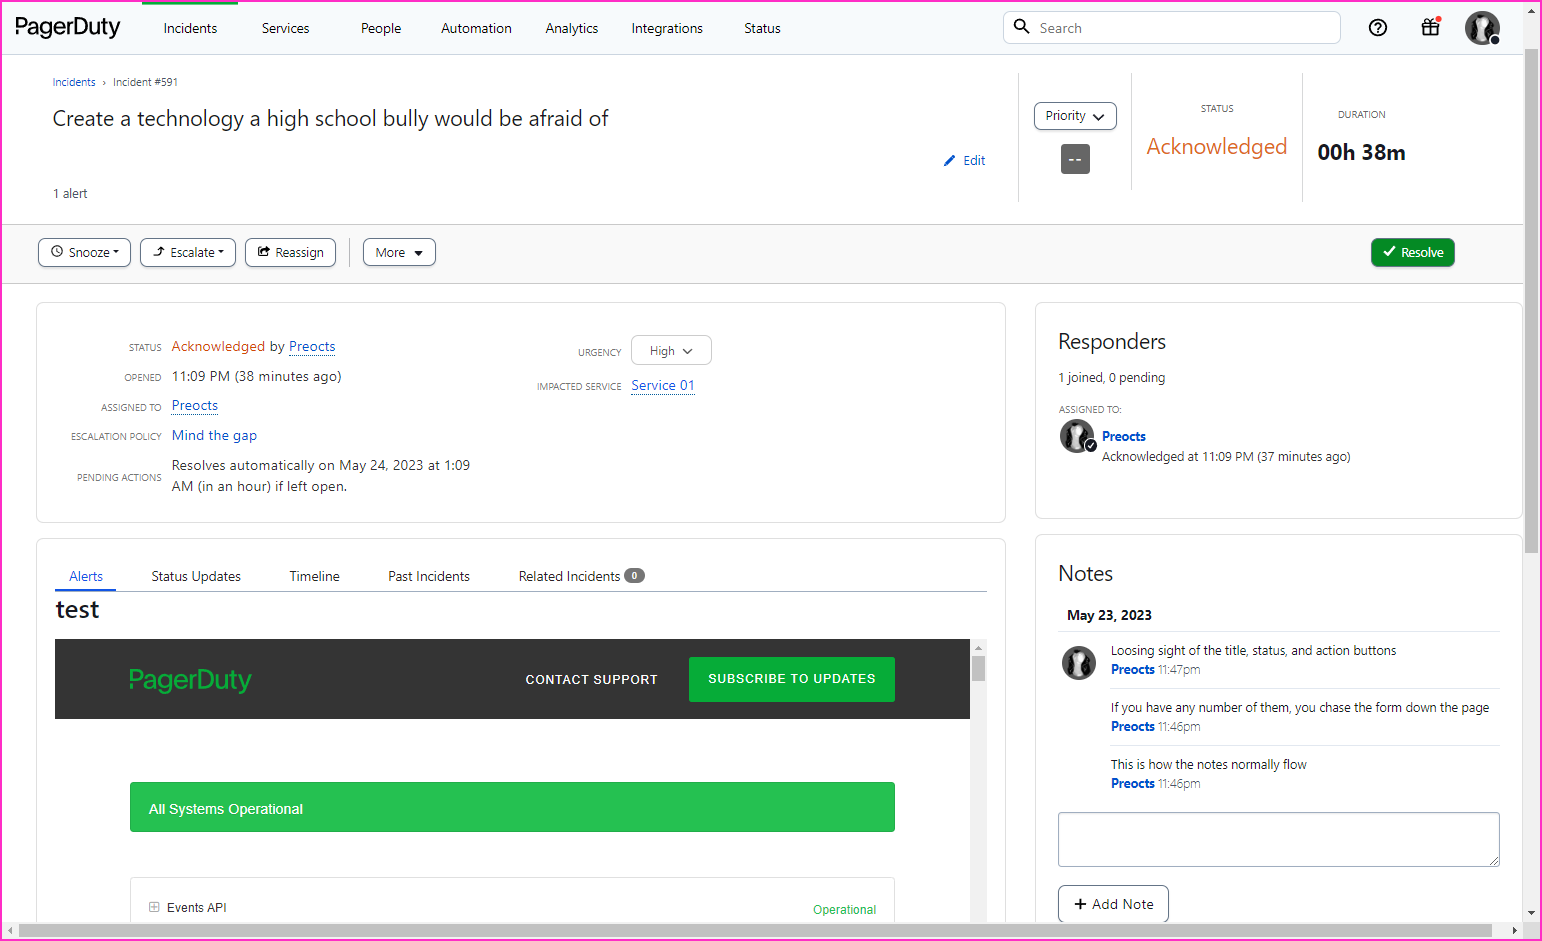 PagerDuty
Incidents
Services
People
Automation
Analytics
Integrations
Status
Search
Incidents › Incident #591
Create a technology a high school bully would be afraid of
Edit
1 alert
Priority
--
STATUS
Acknowledged
DURATION
00h 38m
Snooze
Escalate
Reassign
More
Resolve
STATUS Acknowledged by Preocts
OPENED 11:09 PM (38 minutes ago)
ASSIGNED TO Preocts
ESCALATION POLICY Mind the gap
PENDING ACTIONS Resolves automatically on May 24, 2023 at 1:09
AM (in an hour) if left open.
URGENCY High
IMPACTED SERVICE Service 01
Responders
1 joined, 0 pending
ASSIGNED TO:
Preocts
Acknowledged at 11:09 PM (37 minutes ago)
Alerts
Status Updates
Timeline
Past Incidents
Related Incidents 0
test
PagerDuty
CONTACT SUPPORT
SUBSCRIBE TO UPDATES
All Systems Operational
Events API
Operational
Notes
May 23, 2023
Loosing sight of the title, status, and action buttons
Preocts 11:47pm
If you have any number of them, you chase the form down the page
Preocts 11:46pm
This is how the notes normally flow
Preocts 11:46pm
+ Add Note